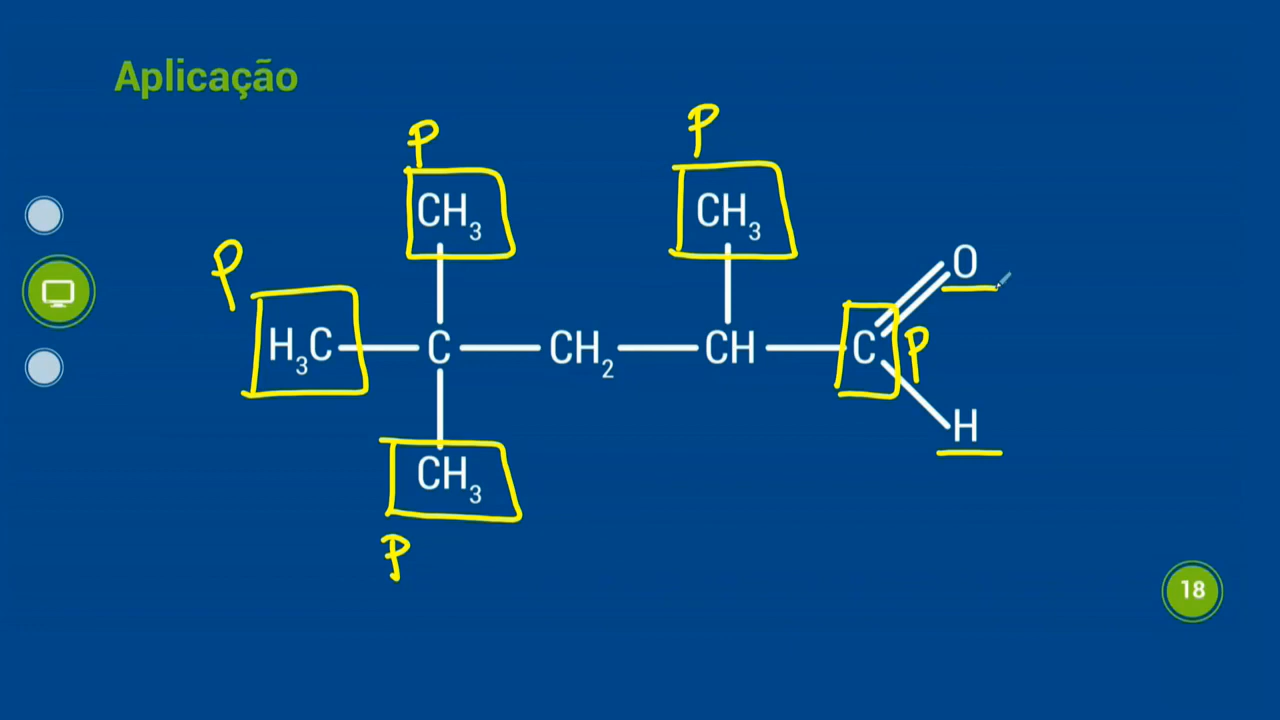 Aplicação
P P
CH3 CH3
P
O
H3C C CH2 CH C P
H
CH3
P
18